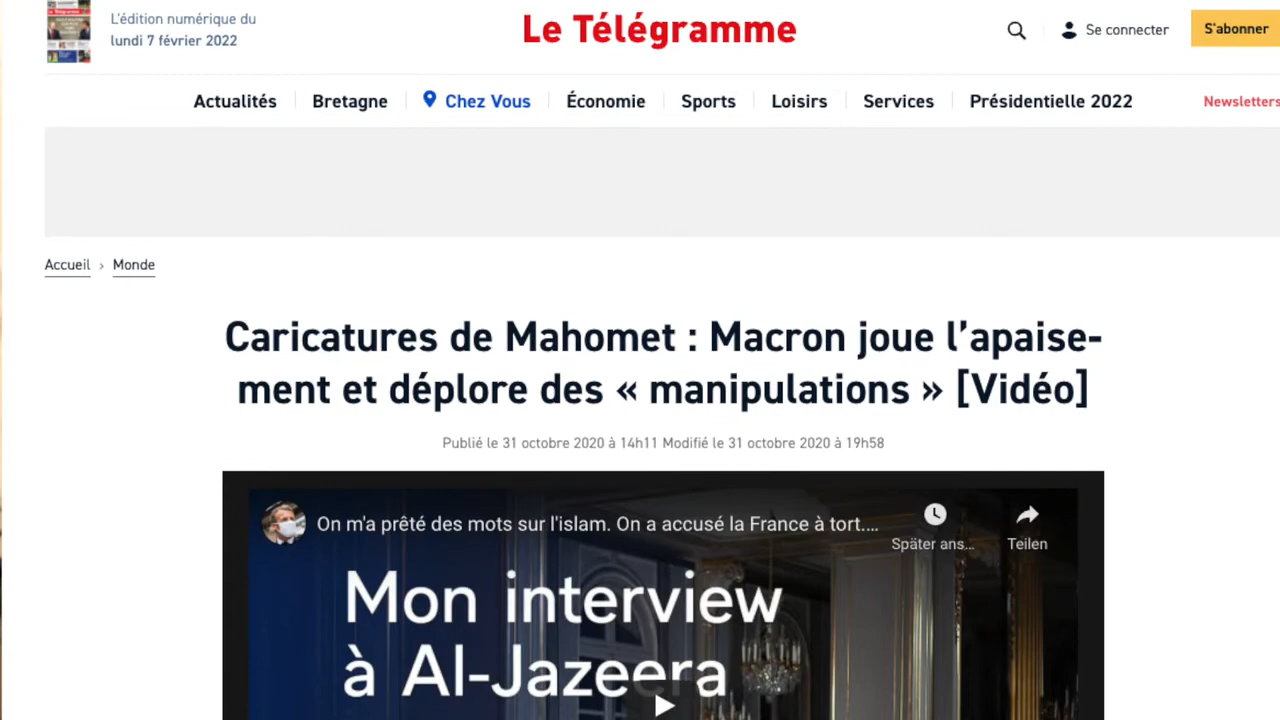 L'édition numérique du
lundi 7 février 2022
Le Télégramme
Se connecter
S'abonner
Actualités
Bretagne
Chez Vous
Économie
Sports
Loisirs
Services
Présidentielle 2022
Newsletters
Accueil › Monde
Caricatures de Mahomet : Macron joue l’apaise-
ment et déplore des « manipulations » [Vidéo]
Publié le 31 octobre 2020 à 14h11 Modifié le 31 octobre 2020 à 19h58
On m'a prêté des mots sur l'islam. On a accusé la France à tort....
Später ans...
Teilen
Mon interview
à Al-Jazeera